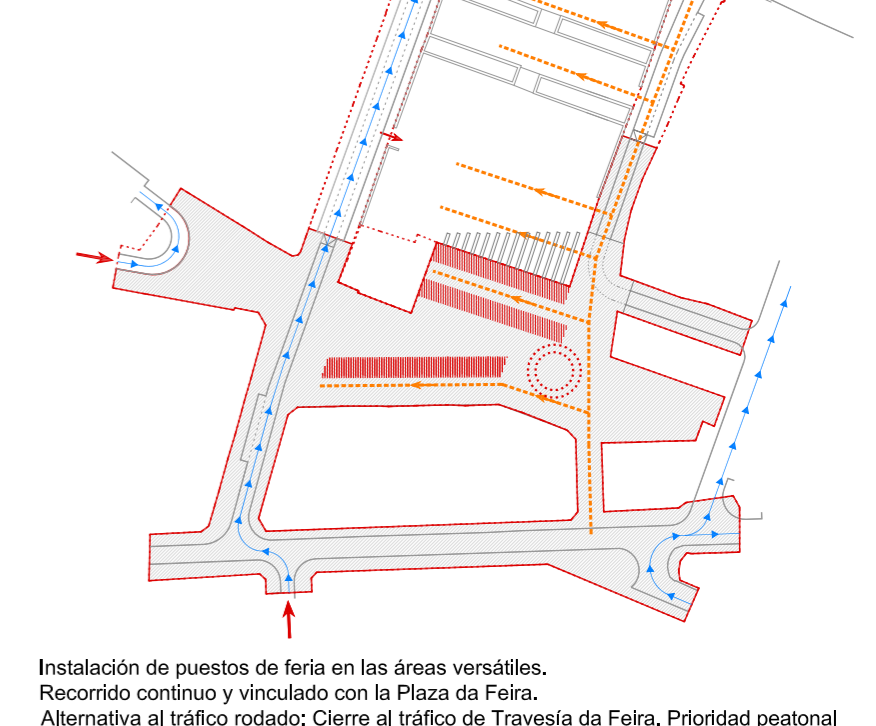 Instalación de puestos de feria en las áreas versátiles.
Recorrido continuo y vinculado con la Plaza da Feira.
Alternativa al tráfico rodado: Cierre al tráfico de Travesía da Feira. Prioridad peatonal